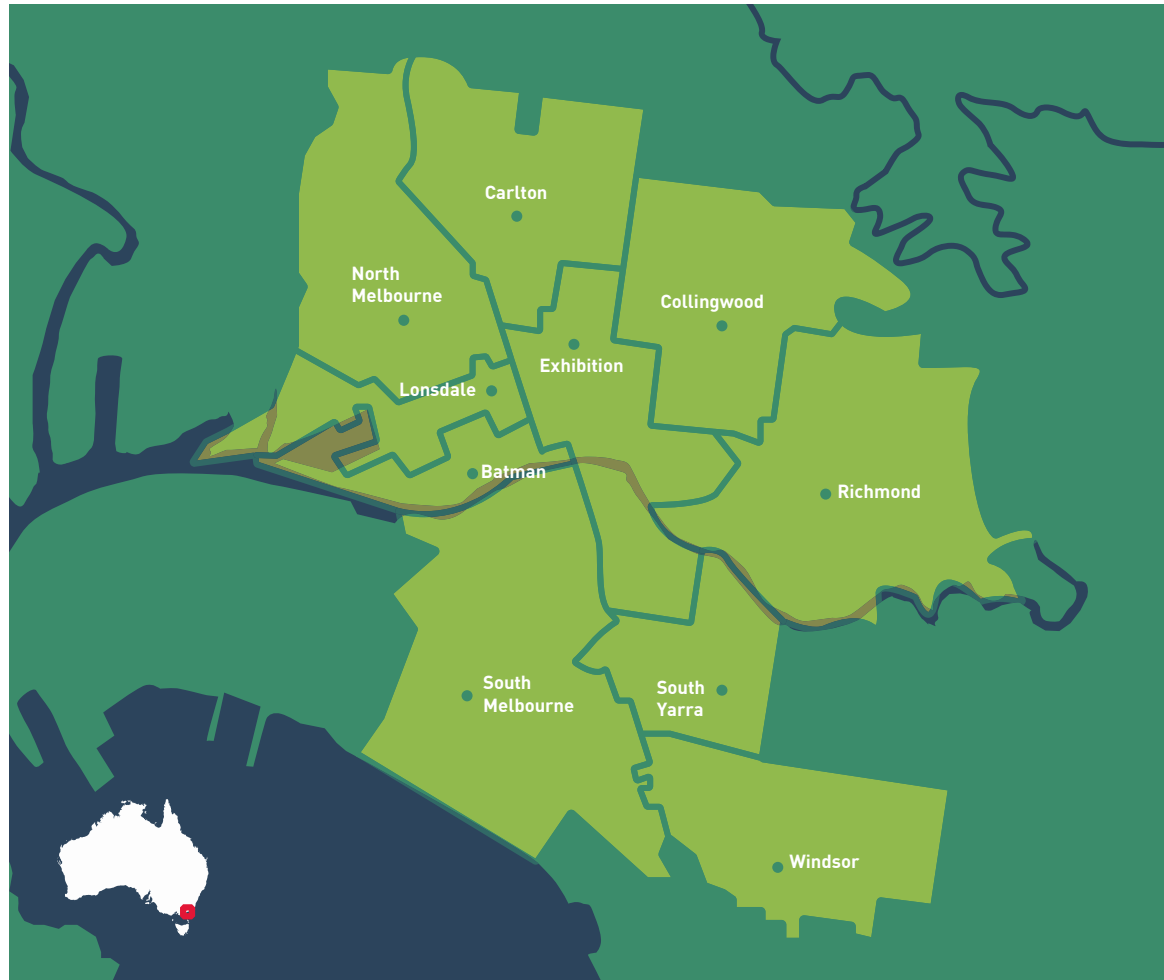 Carlton
North
Melbourne
Collingwood
Exhibition
Lonsdale
Batman
Richmond
South
Melbourne
South
Yarra
Windsor